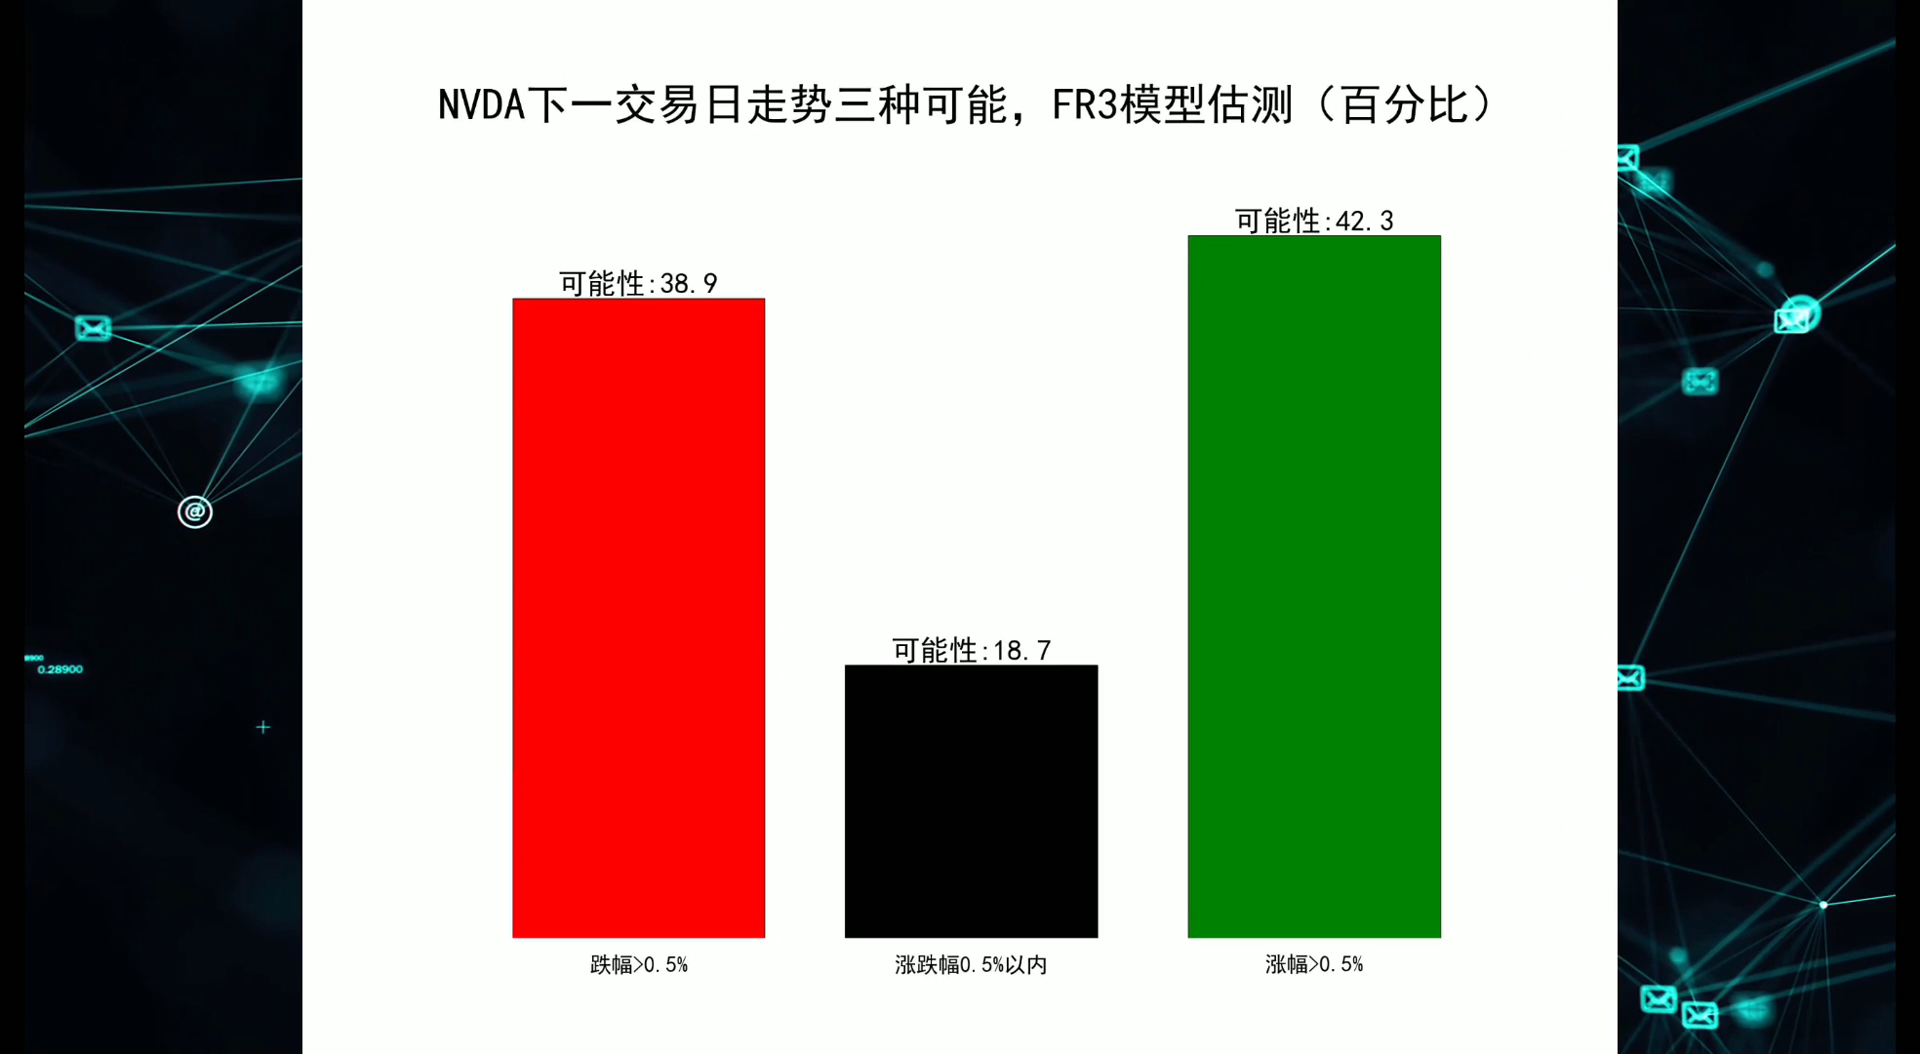 NVDA下一交易日走势三种可能，FR3模型估测（百分比）
可能性:42.3
可能性:38.9
可能性:18.7
跌幅>0.5%
涨跌幅0.5%以内
涨幅>0.5%
@
0.28900